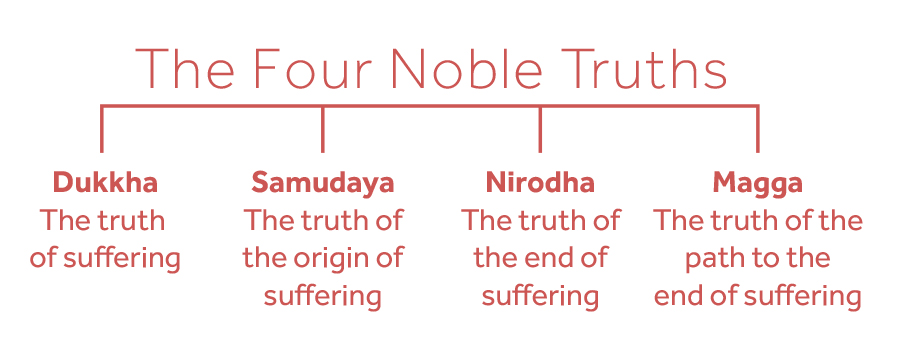 The Four Noble Truths
Dukkha
The truth
of suffering
Samudaya
The truth of
the origin of
suffering
Nirodha
The truth of
the end of
suffering
Magga
The truth of the
path to the
end of suffering